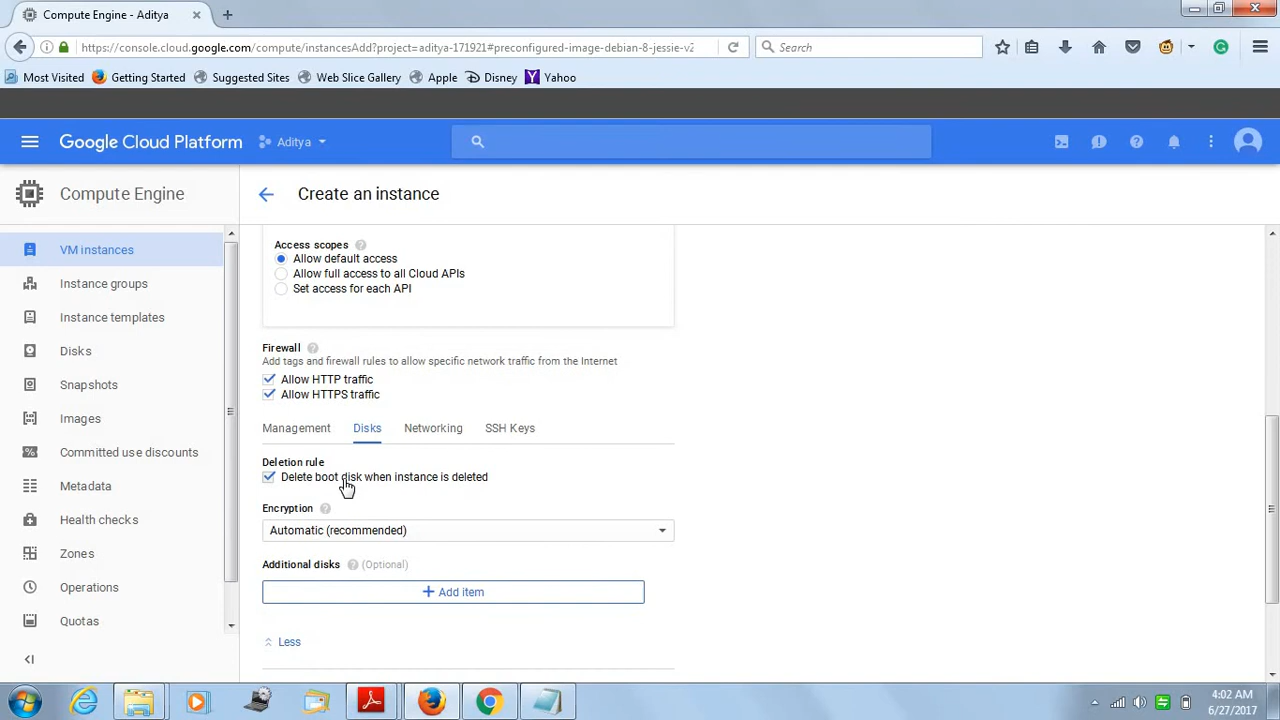 Compute Engine - Aditya
https://console.cloud.google.com/compute/instancesAdd?project=aditya-171921#preconfigured-image-debian-8-jessie-v2
Search
Most Visited
Getting Started
Suggested Sites
Web Slice Gallery
Apple
Disney
Yahoo
Google Cloud Platform
Aditya
Compute Engine
Create an instance
VM instances
Instance groups
Instance templates
Disks
Snapshots
Images
Committed use discounts
Metadata
Health checks
Zones
Operations
Quotas
Access scopes
Allow default access
Allow full access to all Cloud APIs
Set access for each API
Firewall
Add tags and firewall rules to allow specific network traffic from the Internet
Allow HTTP traffic
Allow HTTPS traffic
Management
Disks
Networking
SSH Keys
Deletion rule
Delete boot disk when instance is deleted
Encryption
Automatic (recommended)
Additional disks (Optional)
+ Add item
Less
4:02 AM
6/27/2017